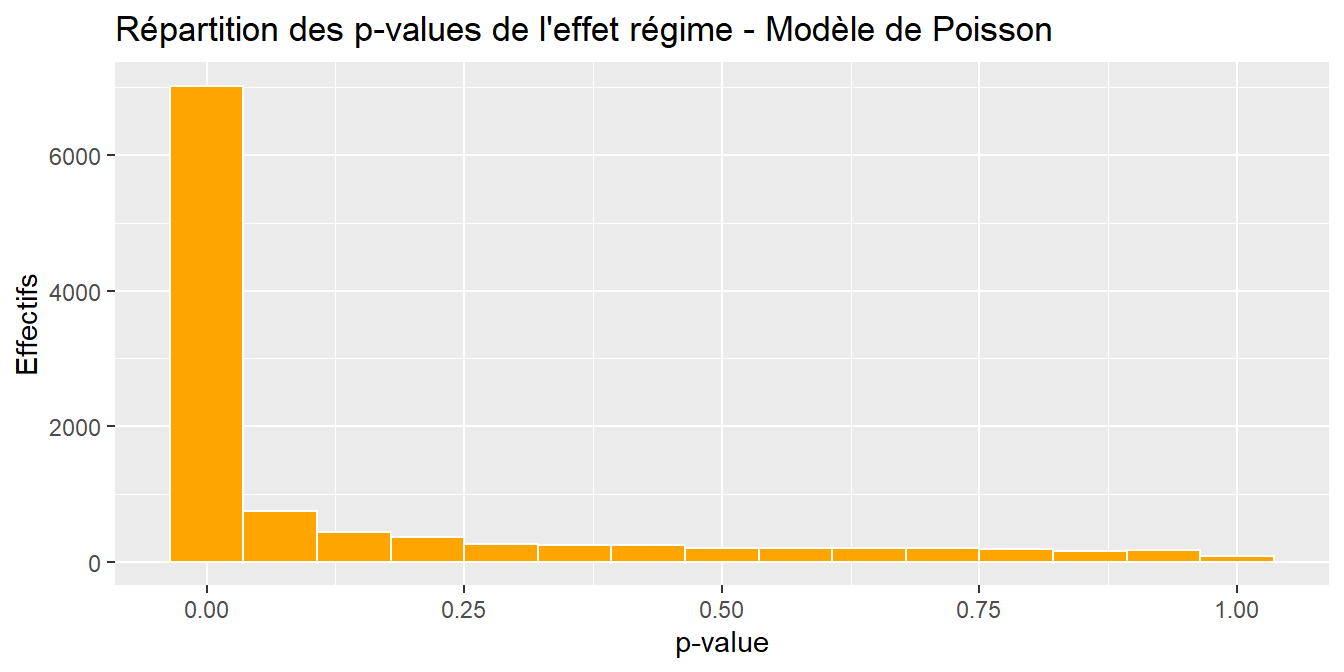 Répartition des p-values de l'effet régime - Modèle de Poisson
Effectifs
6000
4000
2000
0
0.00 0.25 0.50 0.75 1.00
p-value